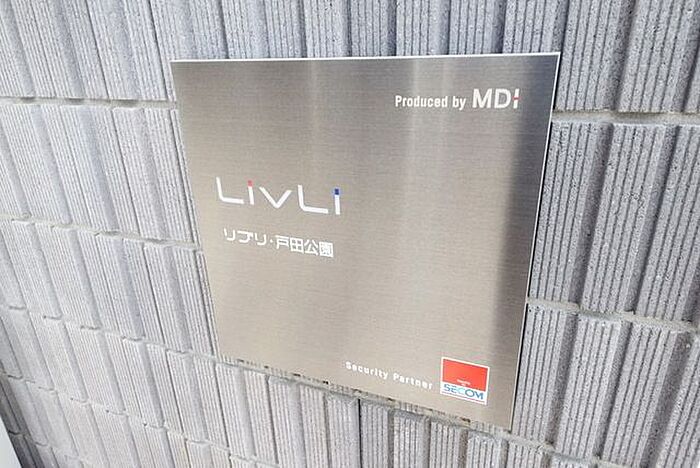 Produced by MDI
LivLi
リブリ・戸田公園
Security Partner
SECOM